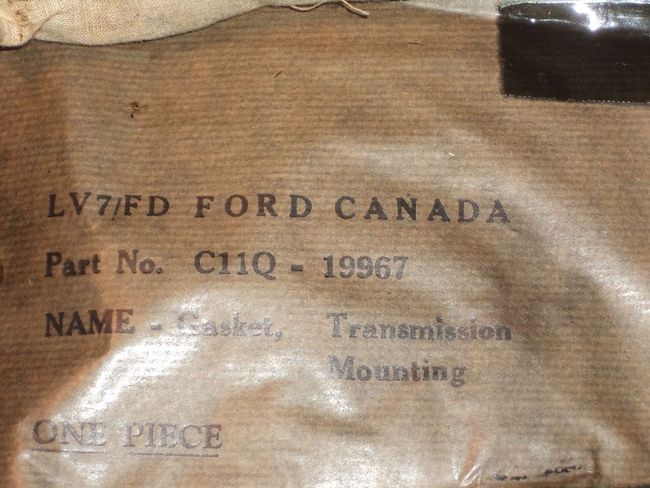 LV7/FD FORD CANADA
Part No. C11Q - 19967
NAME - Gasket, Transmission
Mounting
ONE PIECE